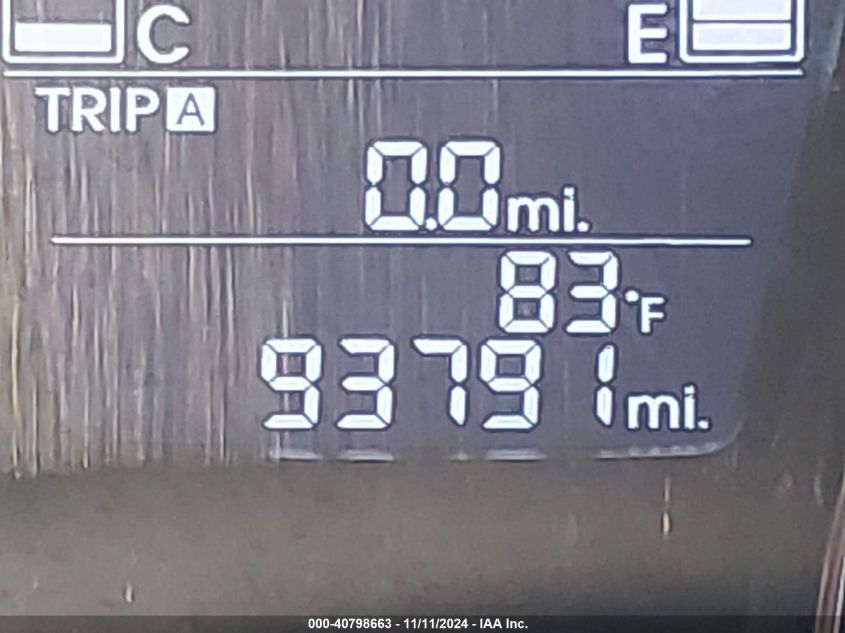 C E
TRIP A
0.0 mi.
83 °F
93791 mi.
000-40798663 - 11/11/2024 - IAA Inc.